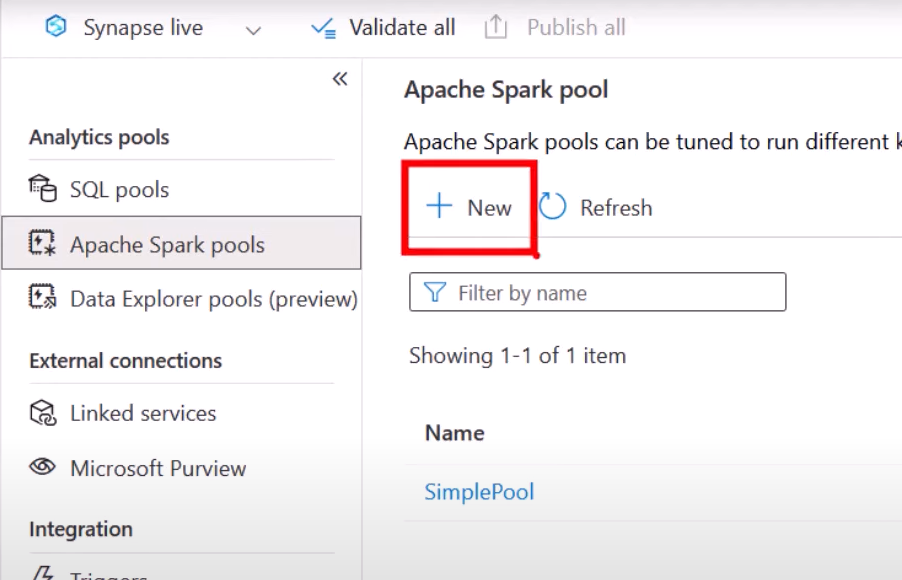 Synapse live
Validate all
Publish all
Analytics pools
SQL pools
Apache Spark pools
Data Explorer pools (preview)
External connections
Linked services
Microsoft Purview
Integration
Triggers
Apache Spark pool
Apache Spark pools can be tuned to run different
New
Refresh
Filter by name
Showing 1-1 of 1 item
Name
SimplePool